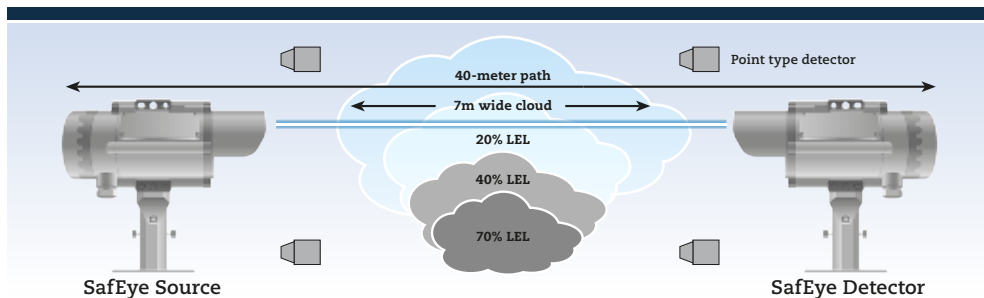 Point type detector
40-meter path
7m wide cloud
20% LEL
40% LEL
70% LEL
SafEye Source
SafEye Detector